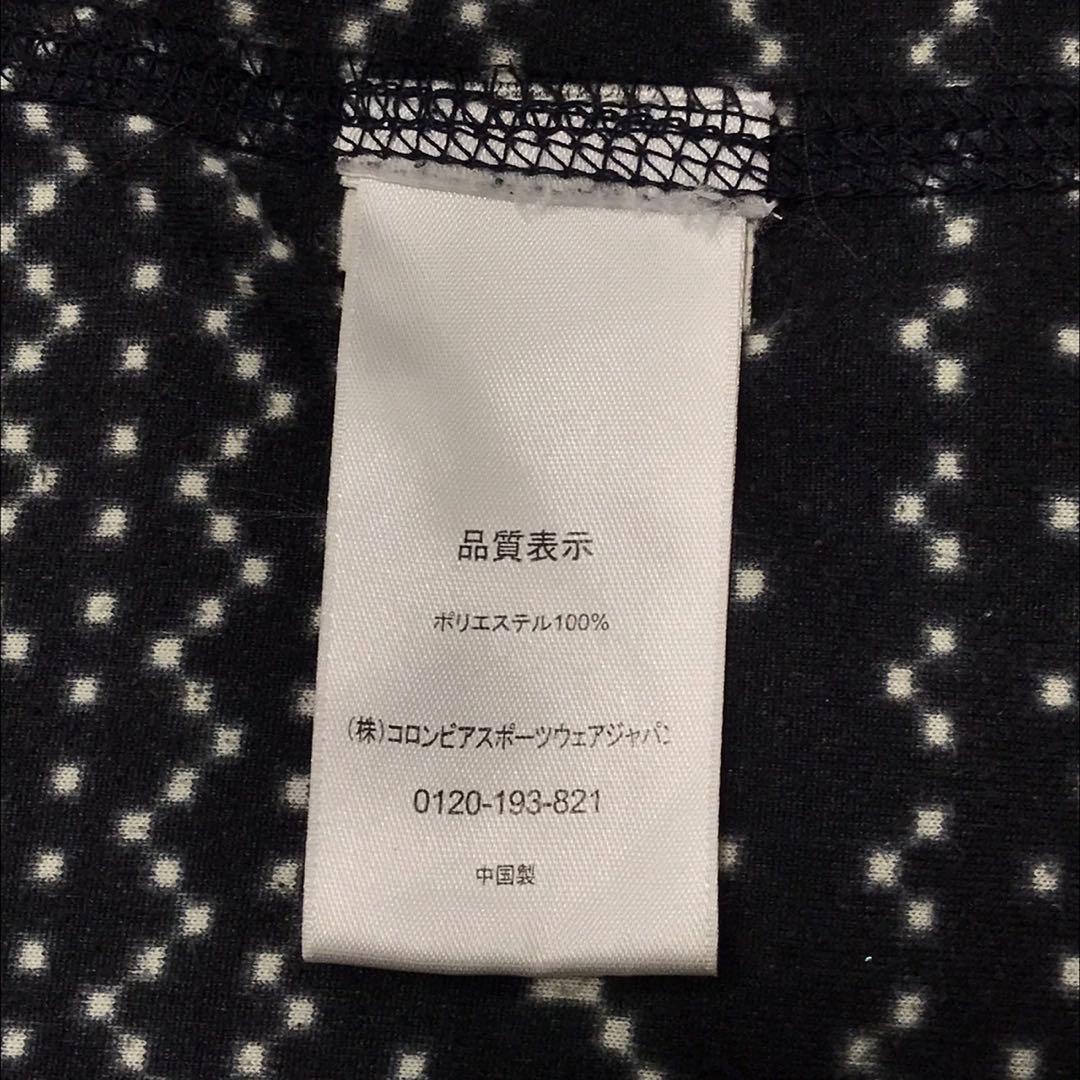 品質表示
ポリエステル100%
(株)コロンビアスポーツウェアジャパン
0120-193-821
中国製